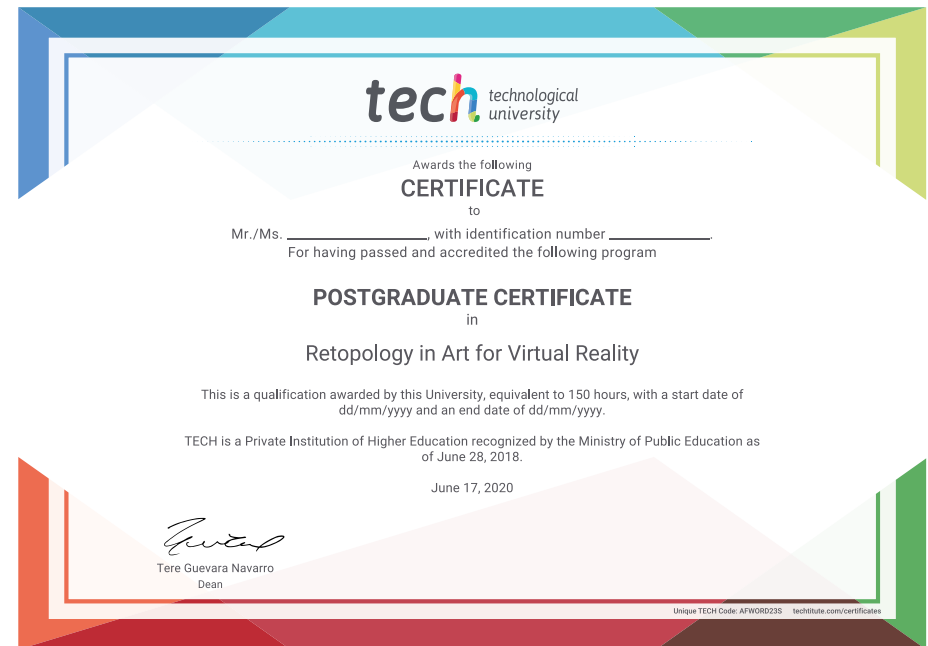 tech technological
university
Awards the following
CERTIFICATE
to
Mr./Ms. ____________________, with identification number ______________.
For having passed and accredited the following program
POSTGRADUATE CERTIFICATE
in
Retopology in Art for Virtual Reality
This is a qualification awarded by this University, equivalent to 150 hours, with a start date of
dd/mm/yyyy and an end date of dd/mm/yyyy.
TECH is a Private Institution of Higher Education recognized by the Ministry of Public Education as
of June 28, 2018.
June 17, 2020
Tere Guevara Navarro
Dean
Unique TECH Code: AFWORD23S techtitute.com/certificates